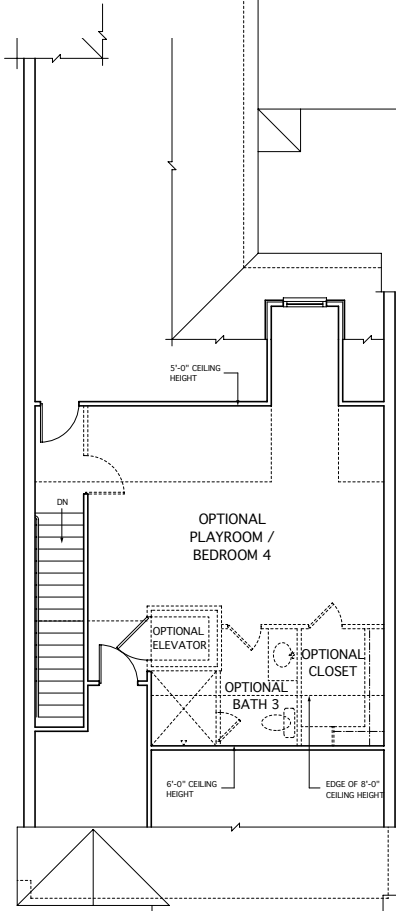 5'-0" CEILING
HEIGHT
DN
OPTIONAL
PLAYROOM /
BEDROOM 4
OPTIONAL
ELEVATOR
OPTIONAL
CLOSET
OPTIONAL
BATH 3
6'-0" CEILING
HEIGHT
EDGE OF 8'-0"
CEILING HEIGHT